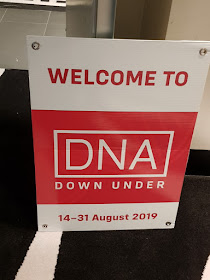 WELCOME TO
DNA
DOWN UNDER
14–31 August 2019